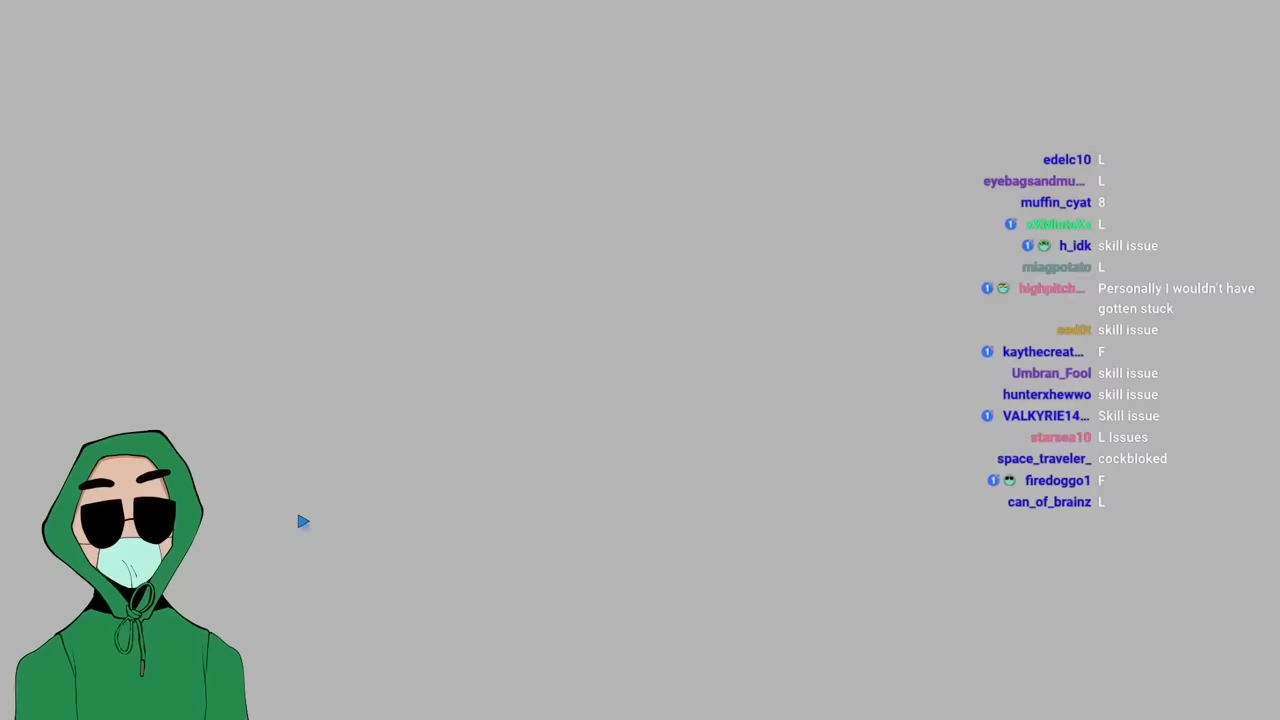 edelc10 L
eyebagsandmu... L
muffin_cyat 8
L
h_idk skill issue
miagpotato L
highpitch... Personally I wouldn't have
gotten stuck
skill issue
kaythecreat... F
Umbran_Fool skill issue
hunterxhewwo skill issue
VALKYRIE14... Skill issue
starsea10 L Issues
space_traveler_ cockbloked
firedoggo1 F
can_of_brainz L